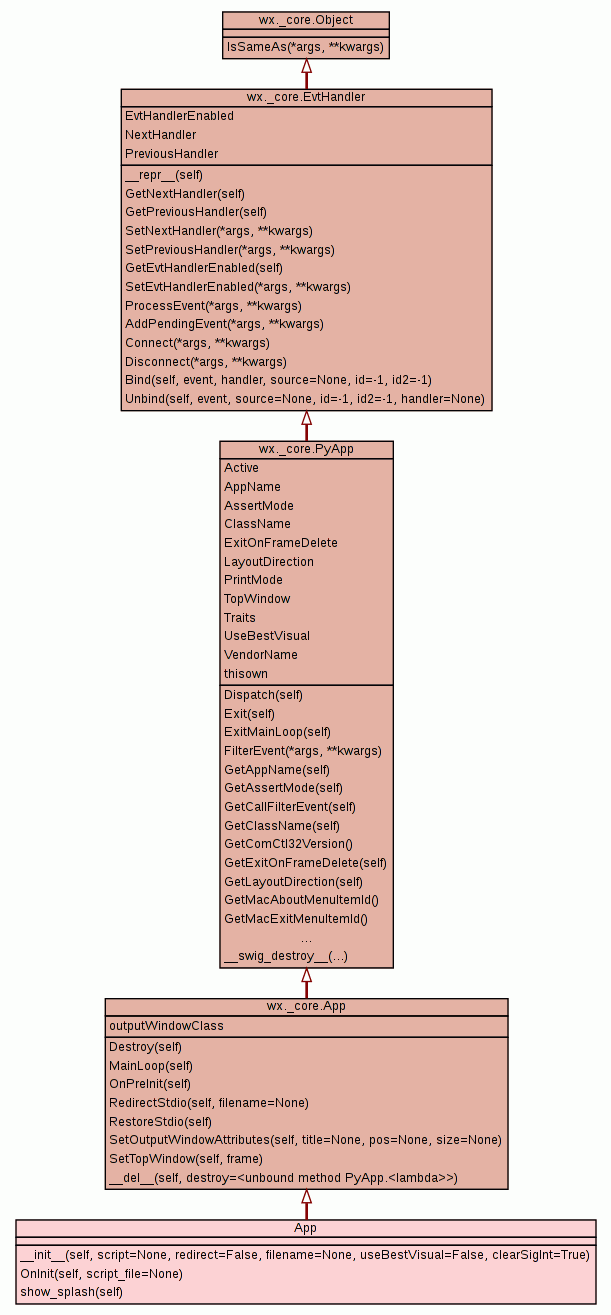 wx._core.Object
IsSameAs(*args, **kwargs)
wx._core.EvtHandler
EvtHandlerEnabled
NextHandler
PreviousHandler
__repr__(self)
GetNextHandler(self)
GetPreviousHandler(self)
SetNextHandler(*args, **kwargs)
SetPreviousHandler(*args, **kwargs)
GetEvtHandlerEnabled(self)
SetEvtHandlerEnabled(*args, **kwargs)
ProcessEvent(*args, **kwargs)
AddPendingEvent(*args, **kwargs)
Connect(*args, **kwargs)
Disconnect(*args, **kwargs)
Bind(self, event, handler, source=None, id=-1, id2=-1)
Unbind(self, event, source=None, id=-1, id2=-1, handler=None)
wx._core.PyApp
Active
AppName
AssertMode
ClassName
ExitOnFrameDelete
LayoutDirection
PrintMode
TopWindow
Traits
UseBestVisual
VendorName
thisown
Dispatch(self)
Exit(self)
ExitMainLoop(self)
FilterEvent(*args, **kwargs)
GetAppName(self)
GetAssertMode(self)
GetCallFilterEvent(self)
GetClassName(self)
GetComCtl32Version()
GetExitOnFrameDelete(self)
GetLayoutDirection(self)
GetMacAboutMenuItemId()
GetMacExitMenuItemId()
...
__swig_destroy__(...)
wx._core.App
outputWindowClass
Destroy(self)
MainLoop(self)
OnPreInit(self)
RedirectStdio(self, filename=None)
RestoreStdio(self)
SetOutputWindowAttributes(self, title=None, pos=None, size=None)
SetTopWindow(self, frame)
__del__(self, destroy=<unbound method PyApp.<lambda>>)
App
__init__(self, script=None, redirect=False, filename=None, useBestVisual=False, clearSigInt=True)
OnInit(self, script_file=None)
show_splash(self)